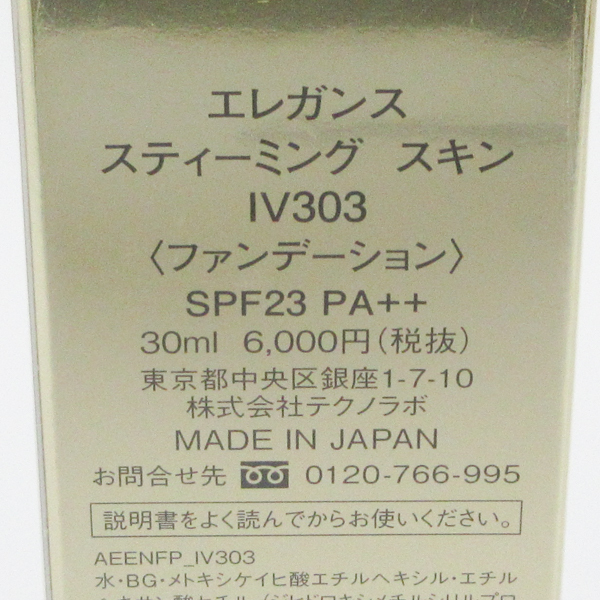 エレガンス
スティーミング スキン
IV303
〈ファンデーション〉
SPF23 PA++
30ml 6,000円(税抜)
東京都中央区銀座1-7-10
株式会社テクノラボ
MADE IN JAPAN
お問合せ先 0120-766-995
説明書をよく読んでからお使いください。
AEENFP_IV303
水・BG・メトキシケイヒ酸エチルヘキシル・エチル